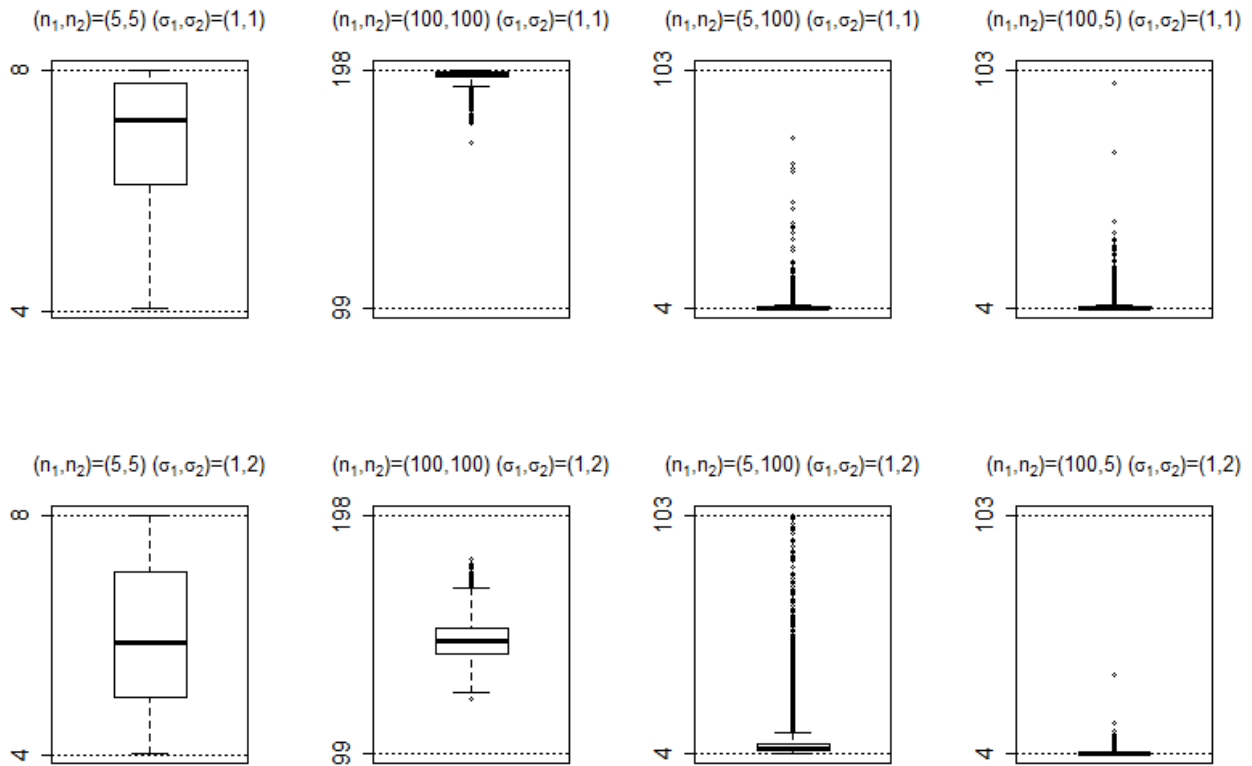 (n₁,n₂)=(5,5) (σ₁,σ₂)=(1,1)
8
4
(n₁,n₂)=(100,100) (σ₁,σ₂)=(1,1)
198
99
(n₁,n₂)=(5,100) (σ₁,σ₂)=(1,1)
103
4
(n₁,n₂)=(100,5) (σ₁,σ₂)=(1,1)
103
4
(n₁,n₂)=(5,5) (σ₁,σ₂)=(1,2)
8
4
(n₁,n₂)=(100,100) (σ₁,σ₂)=(1,2)
198
99
(n₁,n₂)=(5,100) (σ₁,σ₂)=(1,2)
103
4
(n₁,n₂)=(100,5) (σ₁,σ₂)=(1,2)
103
4